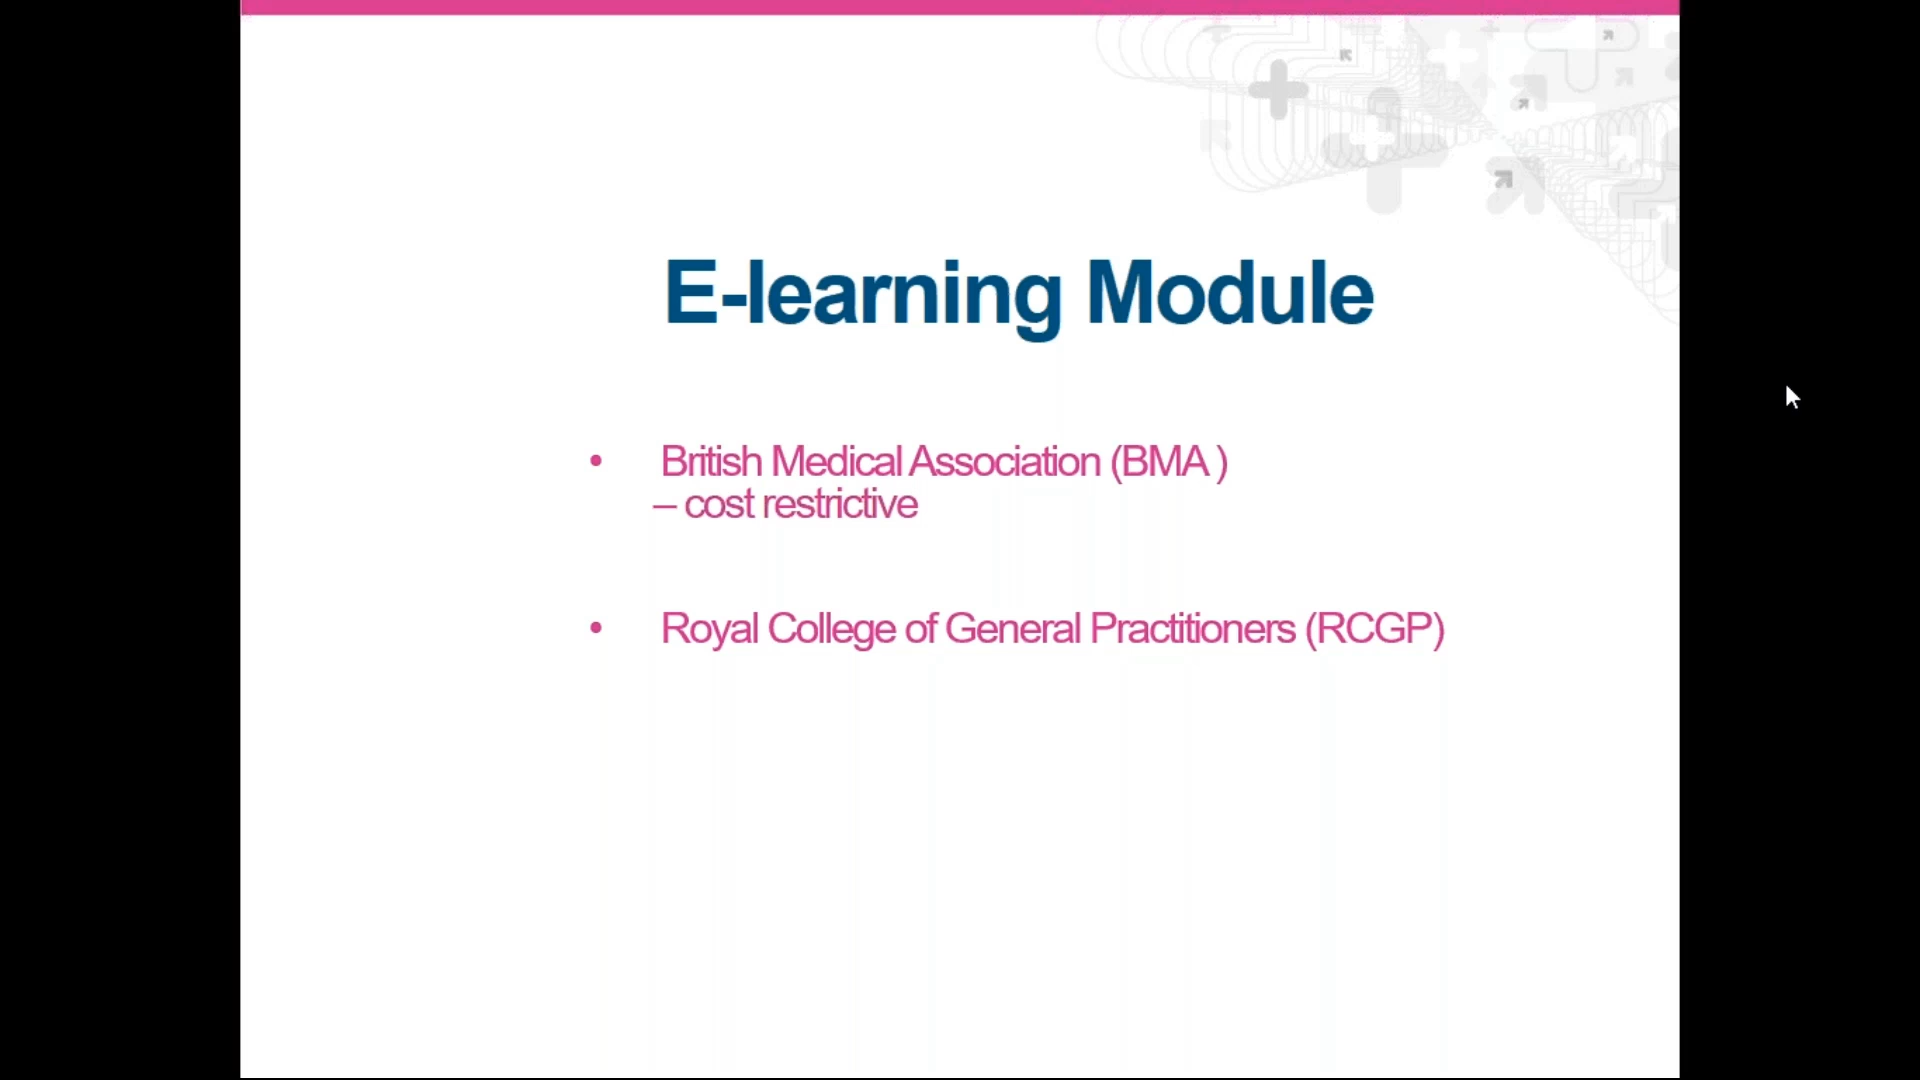 E-learning Module
• British Medical Association (BMA )
– cost restrictive
• Royal College of General Practitioners (RCGP)